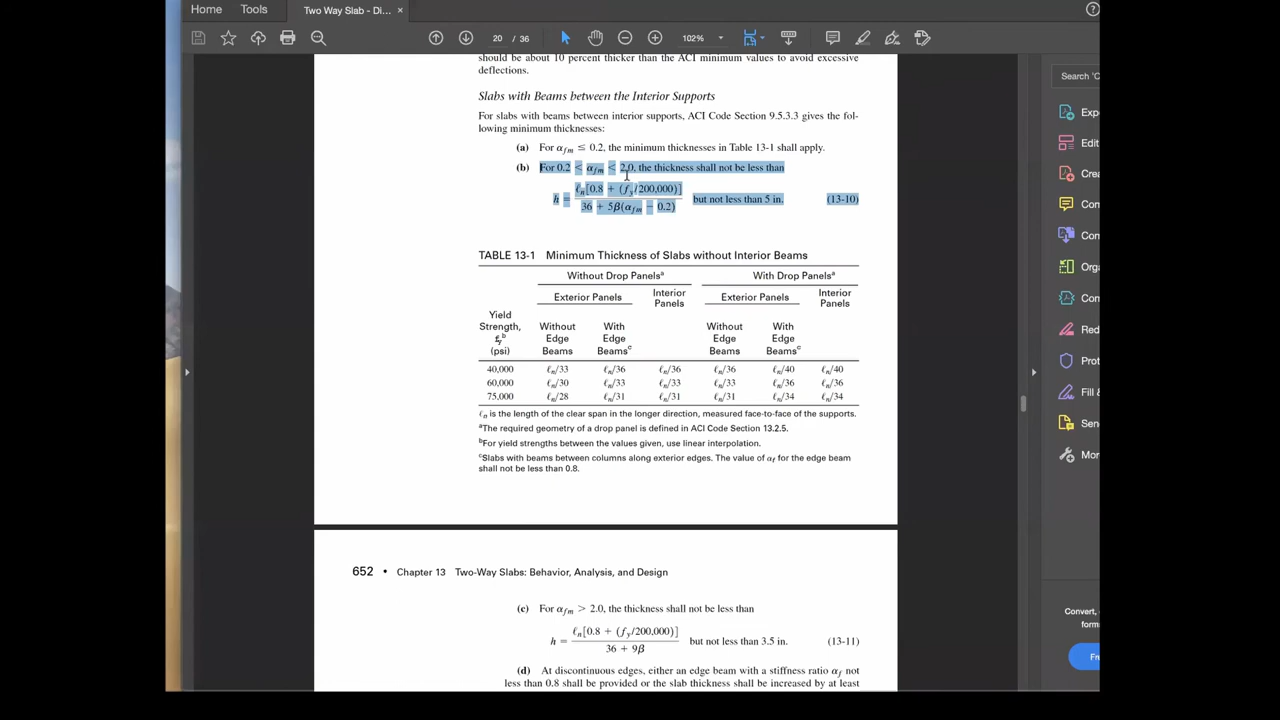 Home Tools Two Way Slab - Di... ×
20 / 36 102%
should be about 10 percent thicker than the ACI minimum values to avoid excessive
deflections.
Slabs with Beams between the Interior Supports
For slabs with beams between interior supports, ACI Code Section 9.5.3.3 gives the fol-
lowing minimum thicknesses:
(a) For αfm ≤ 0.2, the minimum thicknesses in Table 13-1 shall apply.
(b) For 0.2 < αfm < 2.0, the thickness shall not be less than
h = ℓn[0.8 + (fy/200,000)] / 36 + 5β(αfm − 0.2) but not less than 5 in. (13-10)
TABLE 13-1 Minimum Thickness of Slabs without Interior Beams
Without Drop Panelsᵃ With Drop Panelsᵃ
Exterior Panels Interior Panels Exterior Panels Interior Panels
Yield Strength, fyᵇ (psi) Without Edge Beams With Edge Beamsᶜ Without Edge Beams With Edge Beamsᶜ
40,000 ℓn/33 ℓn/36 ℓn/36 ℓn/36 ℓn/40 ℓn/40
60,000 ℓn/30 ℓn/33 ℓn/33 ℓn/33 ℓn/36 ℓn/36
75,000 ℓn/28 ℓn/31 ℓn/31 ℓn/31 ℓn/34 ℓn/34
ℓn is the length of the clear span in the longer direction, measured face-to-face of the supports.
ᵃThe required geometry of a drop panel is defined in ACI Code Section 13.2.5.
ᵇFor yield strengths between the values given, use linear interpolation.
ᶜSlabs with beams between columns along exterior edges. The value of αf for the edge beam
shall not be less than 0.8.
652 • Chapter 13 Two-Way Slabs: Behavior, Analysis, and Design
(c) For αfm > 2.0, the thickness shall not be less than
h = ℓn[0.8 + (fy/200,000)] / 36 + 9β but not less than 3.5 in. (13-11)
(d) At discontinuous edges, either an edge beam with a stiffness ratio αf not
less than 0.8 shall be provided or the slab thickness shall be increased by at least
Search 'C
Exp
Edit
Crea
Com
Com
Orga
Com
Red
Prot
Fill &
Sen
Mor
Convert,
form
F